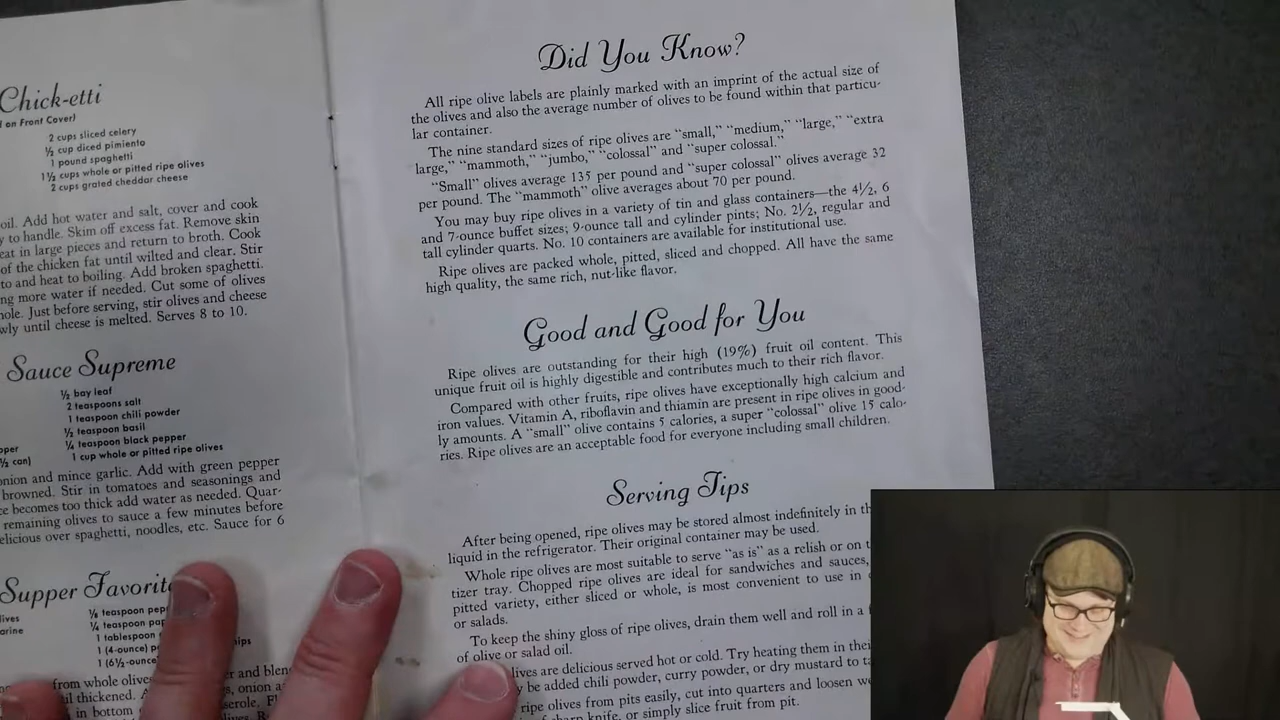 Chick-etti
on Front Cover)
2 cups sliced celery
½ cup diced pimiento
1 pound spaghetti
1½ cups whole or pitted ripe olives
2 cups grated cheddar cheese
oil. Add hot water and salt, cover and cook
to handle. Skim off excess fat. Remove skin
in large pieces and return to broth. Cook
of the chicken fat until wilted and clear. Stir
to and heat to boiling. Add broken spaghetti.
more water if needed. Cut some of olives
Just before serving, stir olives and cheese
until cheese is melted. Serves 8 to 10.
Sauce Supreme
½ bay leaf
2 teaspoons salt
1 teaspoon chili powder
½ teaspoon basil
¼ teaspoon black pepper
1 cup whole or pitted ripe olives
½ can)
onion and mince garlic. Add with green pepper
browned. Stir in tomatoes and seasonings and
becomes too thick add water as needed. Quar-
remaining olives to sauce a few minutes before
over spaghetti, noodles, etc. Sauce for 6
Supper
⅛ teaspoon
¼ teaspoon
1 tablespoon
1 (4-ounce)
1 (6½-ounce
from whole
thickened.
in bottom
Did You Know?
All ripe olive labels are plainly marked with an imprint of the actual size of
the olives and also the average number of olives to be found within that particu-
lar container.
The nine standard sizes of ripe olives are "small," "medium," "large," "extra
large," "mammoth," "jumbo," "colossal" and "super colossal."
"Small" olives average 135 per pound and "super colossal" olives average 32
per pound. The "mammoth" olive averages about 70 per pound.
You may buy ripe olives in a variety of tin and glass containers—the 4½, 6
and 7-ounce buffet sizes; 9-ounce tall and cylinder pints; No. 2½, regular and
tall cylinder quarts. No. 10 containers are available for institutional use.
Ripe olives are packed whole, pitted, sliced and chopped. All have the same
high quality, the same rich, nut-like flavor.
Good and Good for You
Ripe olives are outstanding for their high (19%) fruit oil content. This
unique fruit oil is highly digestible and contributes much to their rich flavor.
Compared with other fruits, ripe olives have exceptionally high calcium and
iron values. Vitamin A, riboflavin and thiamin are present in ripe olives in good-
ly amounts. A "small" olive contains 5 calories, a super "colossal" olive 15 calo-
ries. Ripe olives are an acceptable food for everyone including small children.
Serving Tips
After being opened, ripe olives may be stored almost indefinitely in
liquid in the refrigerator. Their original container may be used.
Whole ripe olives are most suitable to serve "as is" as a relish or on
tizer tray. Chopped ripe olives are ideal for sandwiches and sauces,
pitted variety, either sliced or whole, is most convenient to use in
or salads.
To keep the shiny gloss of ripe olives, drain them well and roll in a
of olive or salad oil.
are delicious served hot or cold. Try heating them in
be added chili powder, curry powder, or dry mustard to
ripe olives from pits easily, cut into quarters and loosen
knife, or simply slice fruit from pit.